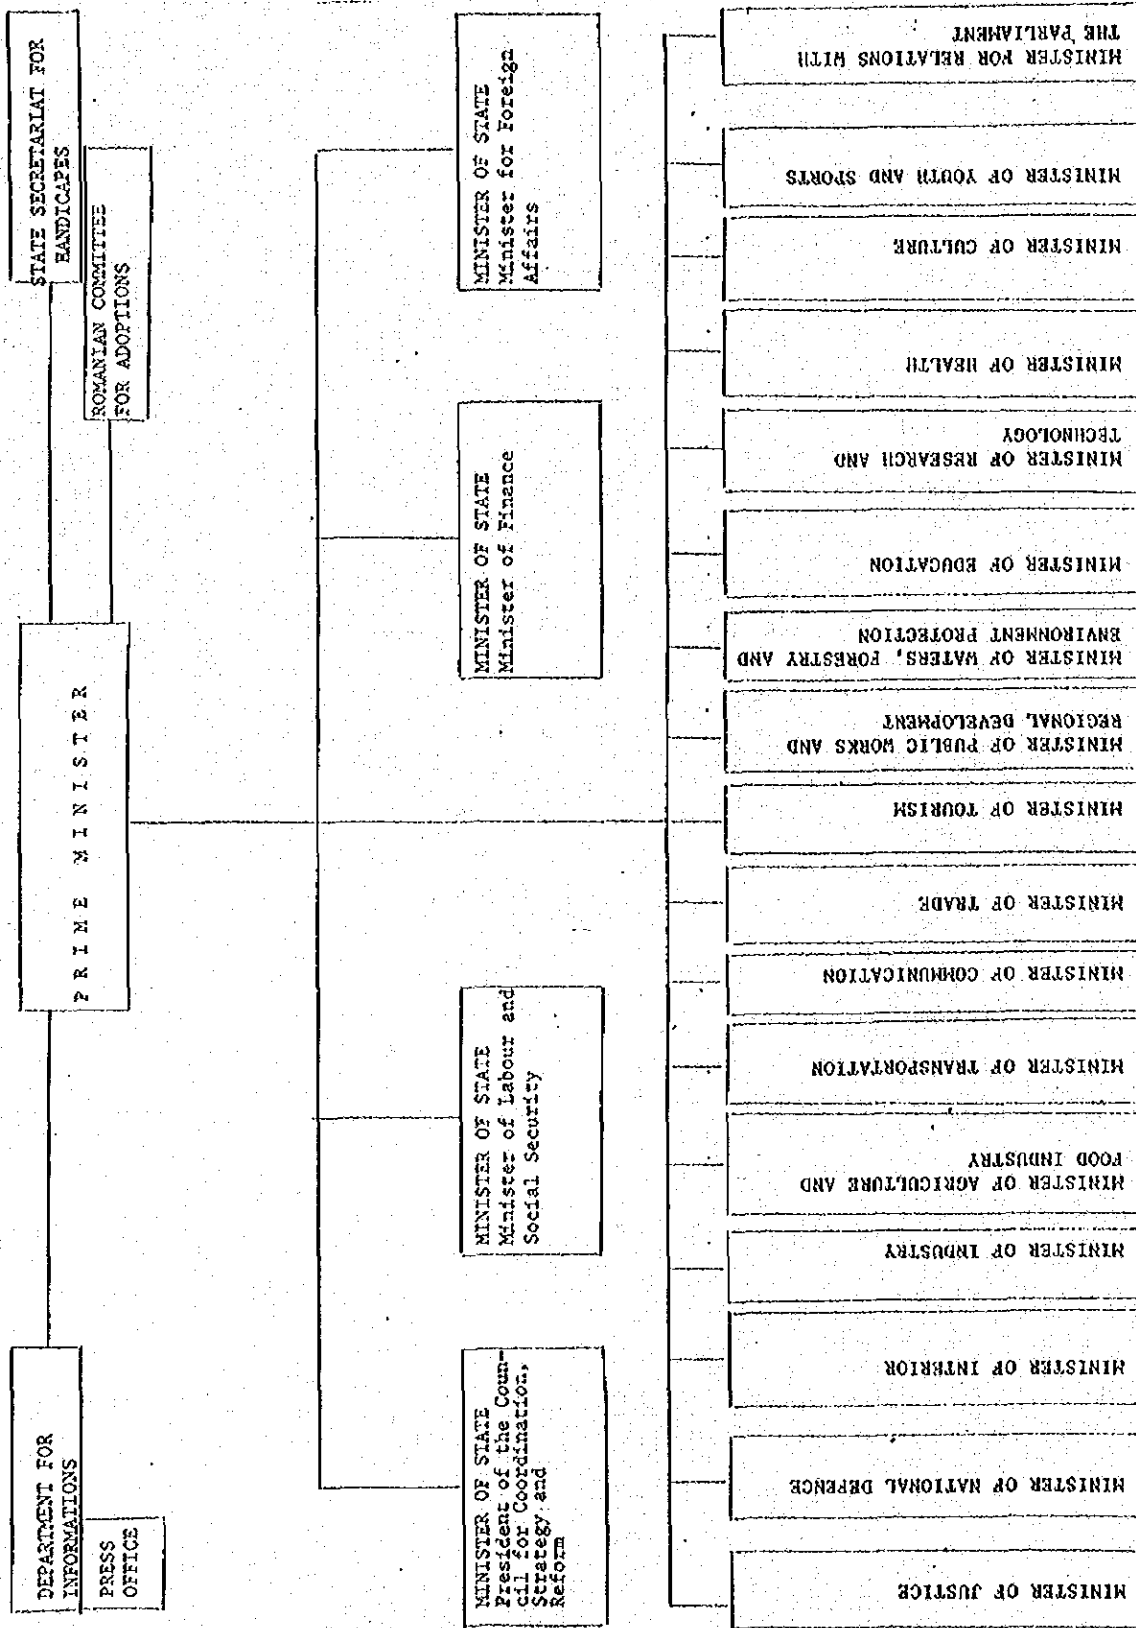 DEPARTMENT FOR
INFORMATIONS
PRESS
OFFICE
P R I M E M I N I S T E R
STATE SECRETARIAT FOR
HANDICAPES
ROMANIAN COMMITTEE
FOR ADOPTIONS
MINISTER OF STATE
President of the Coun-
cil for Coordination,
Strategy and
Reform
MINISTER OF STATE
Minister of Labour and
Social Security
MINISTER OF STATE
Minister of Finance
MINISTER OF STATE
Minister for Foreign
Affairs
MINISTER OF JUSTICE
MINISTER OF NATIONAL DEFENCE
MINISTER OF INTERIOR
MINISTER OF INDUSTRY
MINISTER OF AGRICULTURE AND
FOOD INDUSTRY
MINISTER OF TRANSPORTATION
MINISTER OF COMMUNICATION
MINISTER OF TRADE
MINISTER OF TOURISM
MINISTER OF PUBLIC WORKS AND
REGIONAL DEVELOPMENT
MINISTER OF WATERS, FORESTRY AND
ENVIRONMENT PROTECTION
MINISTER OF EDUCATION
MINISTER OF RESEARCH AND
TECHNOLOGY
MINISTER OF HEALTH
MINISTER OF CULTURE
MINISTER OF YOUTH AND SPORTS
MINISTER FOR RELATIONS WITH
THE PARLIAMENT